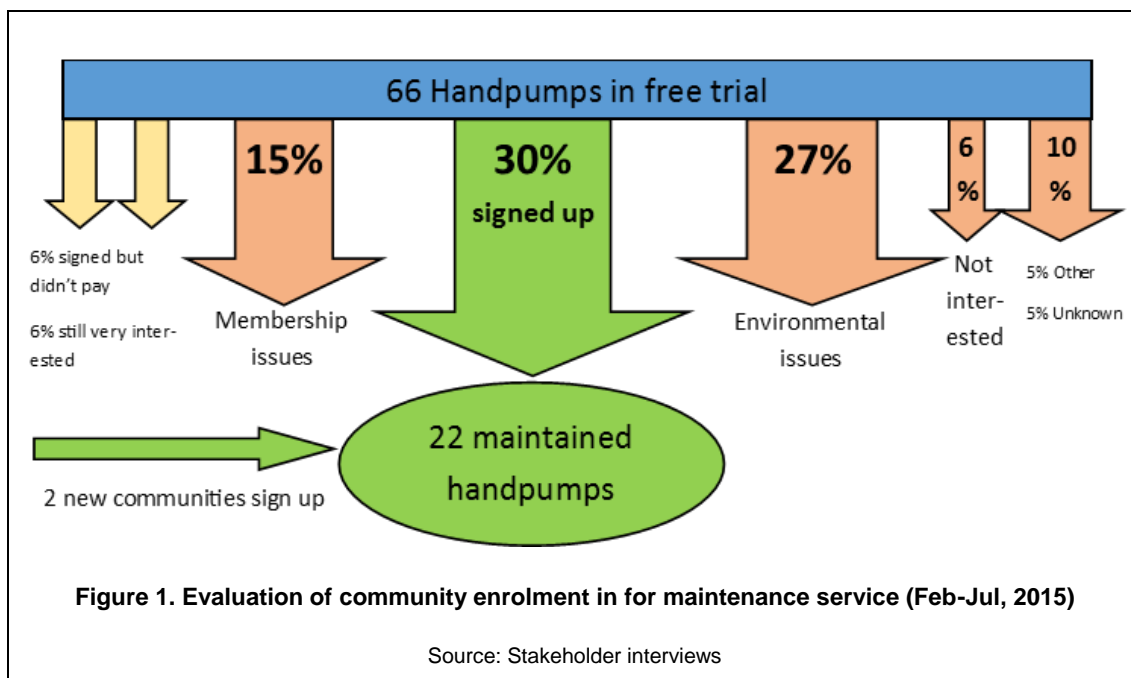 66 Handpumps in free trial
15%
30%
signed up
27%
6
%
10
%
6% signed but
didn't pay
6% still very inter-
ested
Membership
issues
Environmental
issues
Not
inter-
ested
5% Other
5% Unknown
22 maintained
handpumps
2 new communities sign up
Figure 1. Evaluation of community enrolment in for maintenance service (Feb-Jul, 2015)
Source: Stakeholder interviews